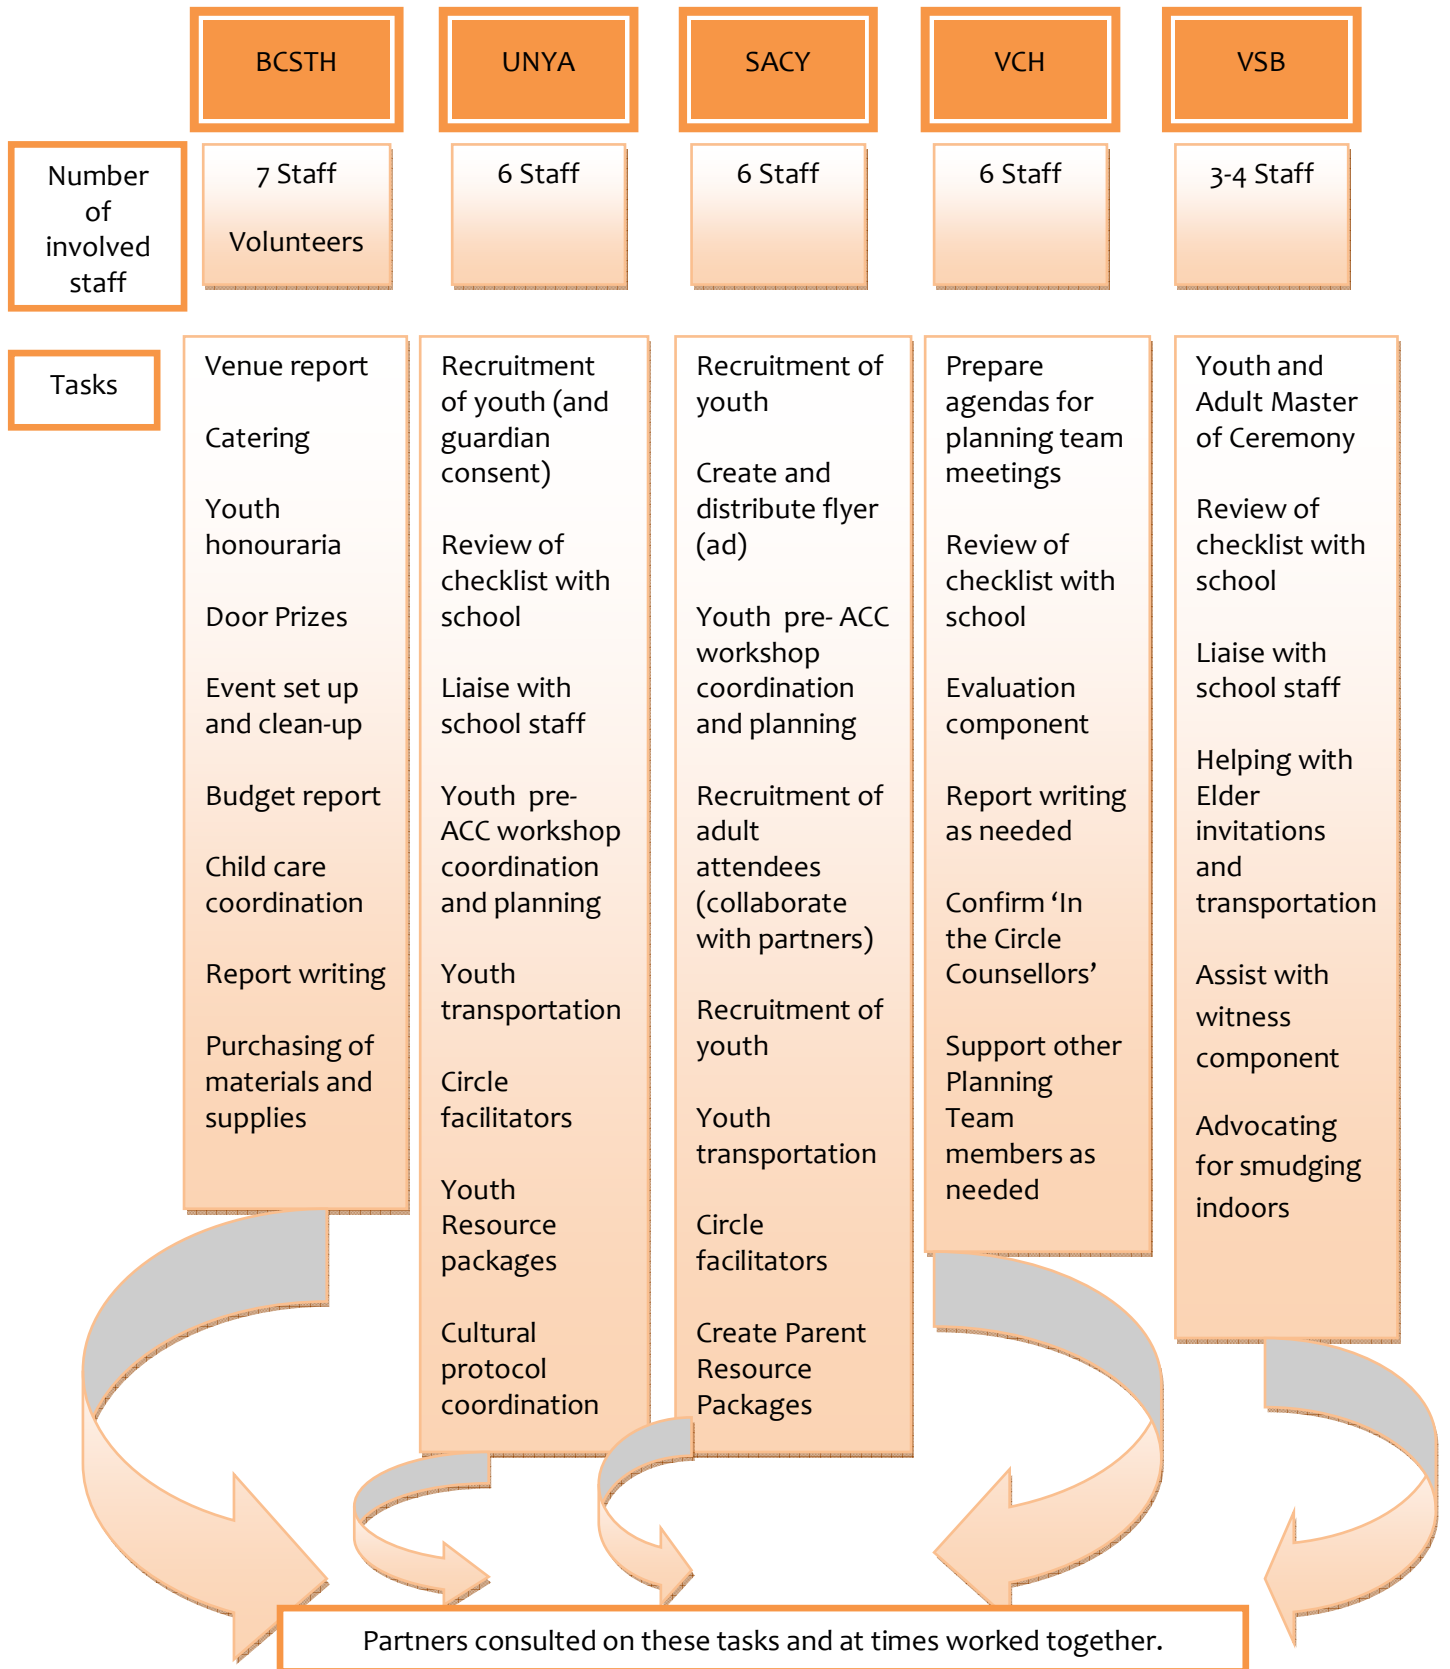 BCSTH
UNYA
SACY
VCH
VSB
Number
of
involved
staff
7 Staff
Volunteers
6 Staff
6 Staff
6 Staff
3-4 Staff
Tasks
Venue report
Catering
Youth
honouraria
Door Prizes
Event set up
and clean-up
Budget report
Child care
coordination
Report writing
Purchasing of
materials and
supplies
Recruitment
of youth (and
guardian
consent)
Review of
checklist with
school
Liaise with
school staff
Youth pre-
ACC workshop
coordination
and planning
Youth
transportation
Circle
facilitators
Youth
Resource
packages
Cultural
protocol
coordination
Recruitment of
youth
Create and
distribute flyer
(ad)
Youth pre- ACC
workshop
coordination
and planning
Recruitment of
adult
attendees
(collaborate
with partners)
Recruitment of
youth
Youth
transportation
Circle
facilitators
Create Parent
Resource
Packages
Prepare
agendas for
planning team
meetings
Review of
checklist with
school
Evaluation
component
Report writing
as needed
Confirm ‘In
the Circle
Counsellors’
Support other
Planning
Team
members as
needed
Youth and
Adult Master
of Ceremony
Review of
checklist with
school
Liaise with
school staff
Helping with
Elder
invitations
and
transportation
Assist with
witness
component
Advocating
for smudging
indoors
Partners consulted on these tasks and at times worked together.